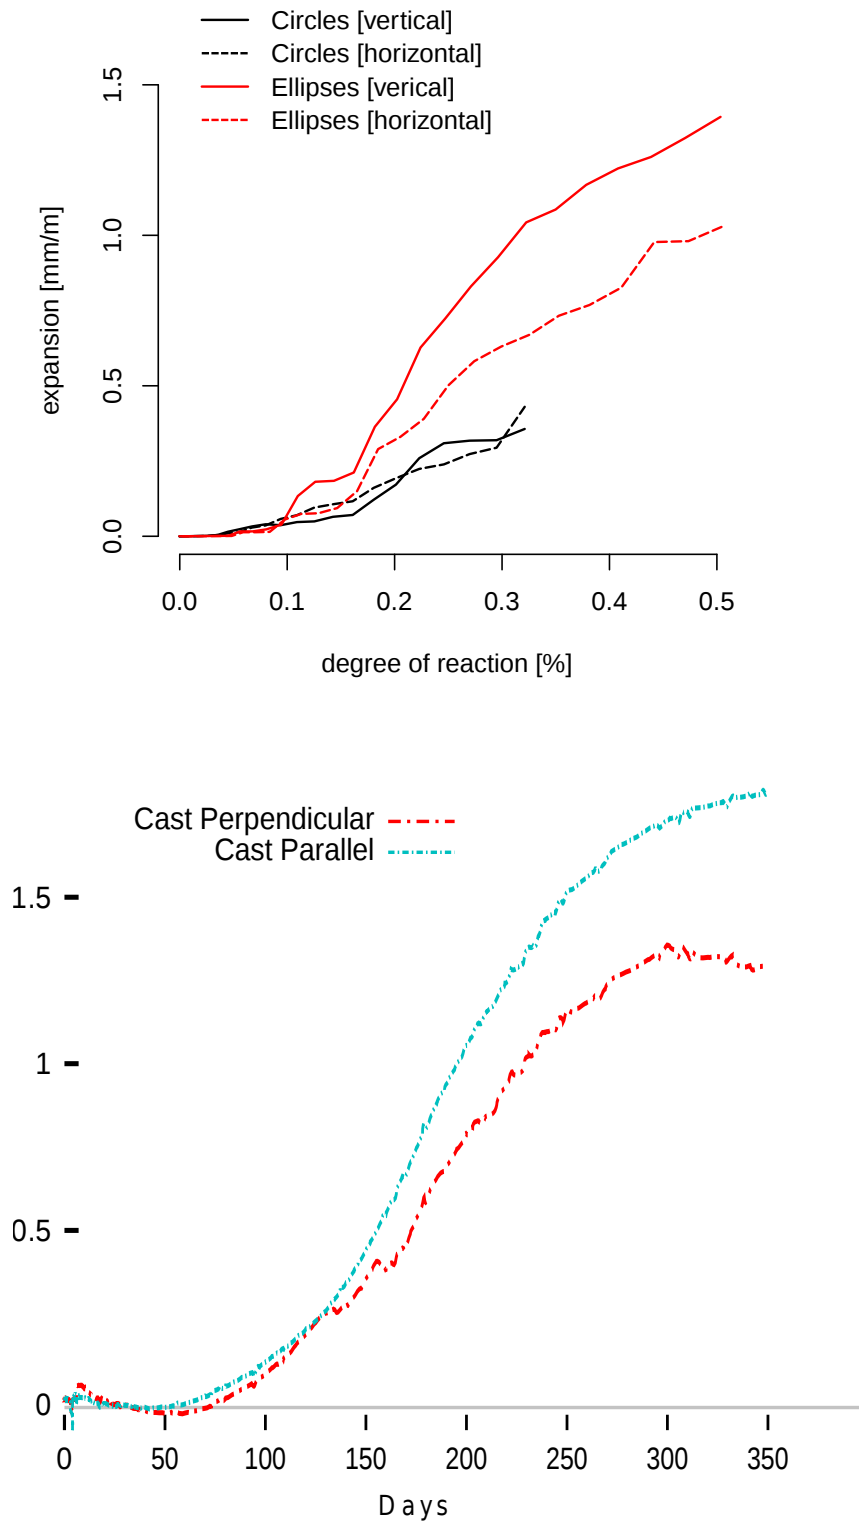 Circles [vertical]
Circles [horizontal]
Ellipses [verical]
Ellipses [horizontal]
1.5
1.0
0.5
0.0
expansion [mm/m]
0.0 0.1 0.2 0.3 0.4 0.5
degree of reaction [%]
Cast Perpendicular
Cast Parallel
1.5
1
0.5
0
0 50 100 150 200 250 300 350
Days